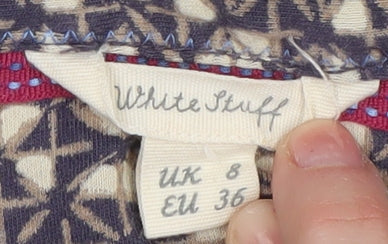 White Stuff
UK 8
EU 36